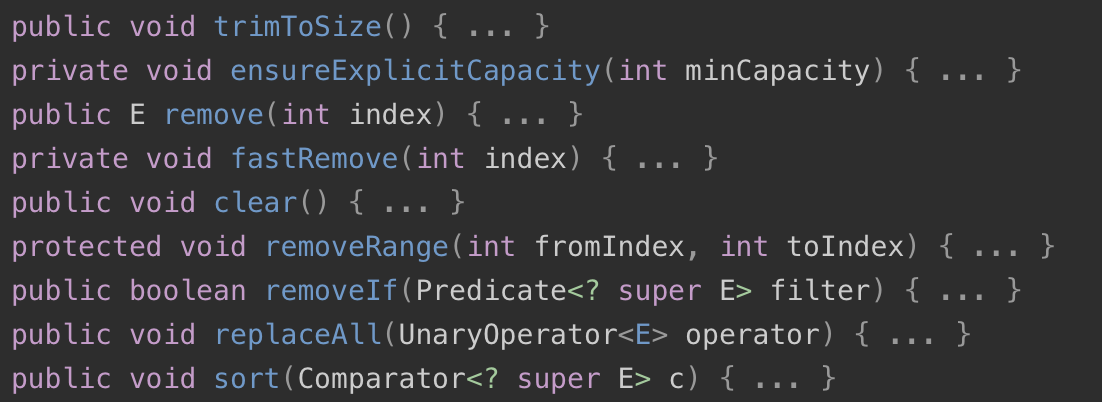 public void trimToSize() { ... }
private void ensureExplicitCapacity(int minCapacity) { ... }
public E remove(int index) { ... }
private void fastRemove(int index) { ... }
public void clear() { ... }
protected void removeRange(int fromIndex, int toIndex) { ... }
public boolean removeIf(Predicate<? super E> filter) { ... }
public void replaceAll(UnaryOperator<E> operator) { ... }
public void sort(Comparator<? super E> c) { ... }